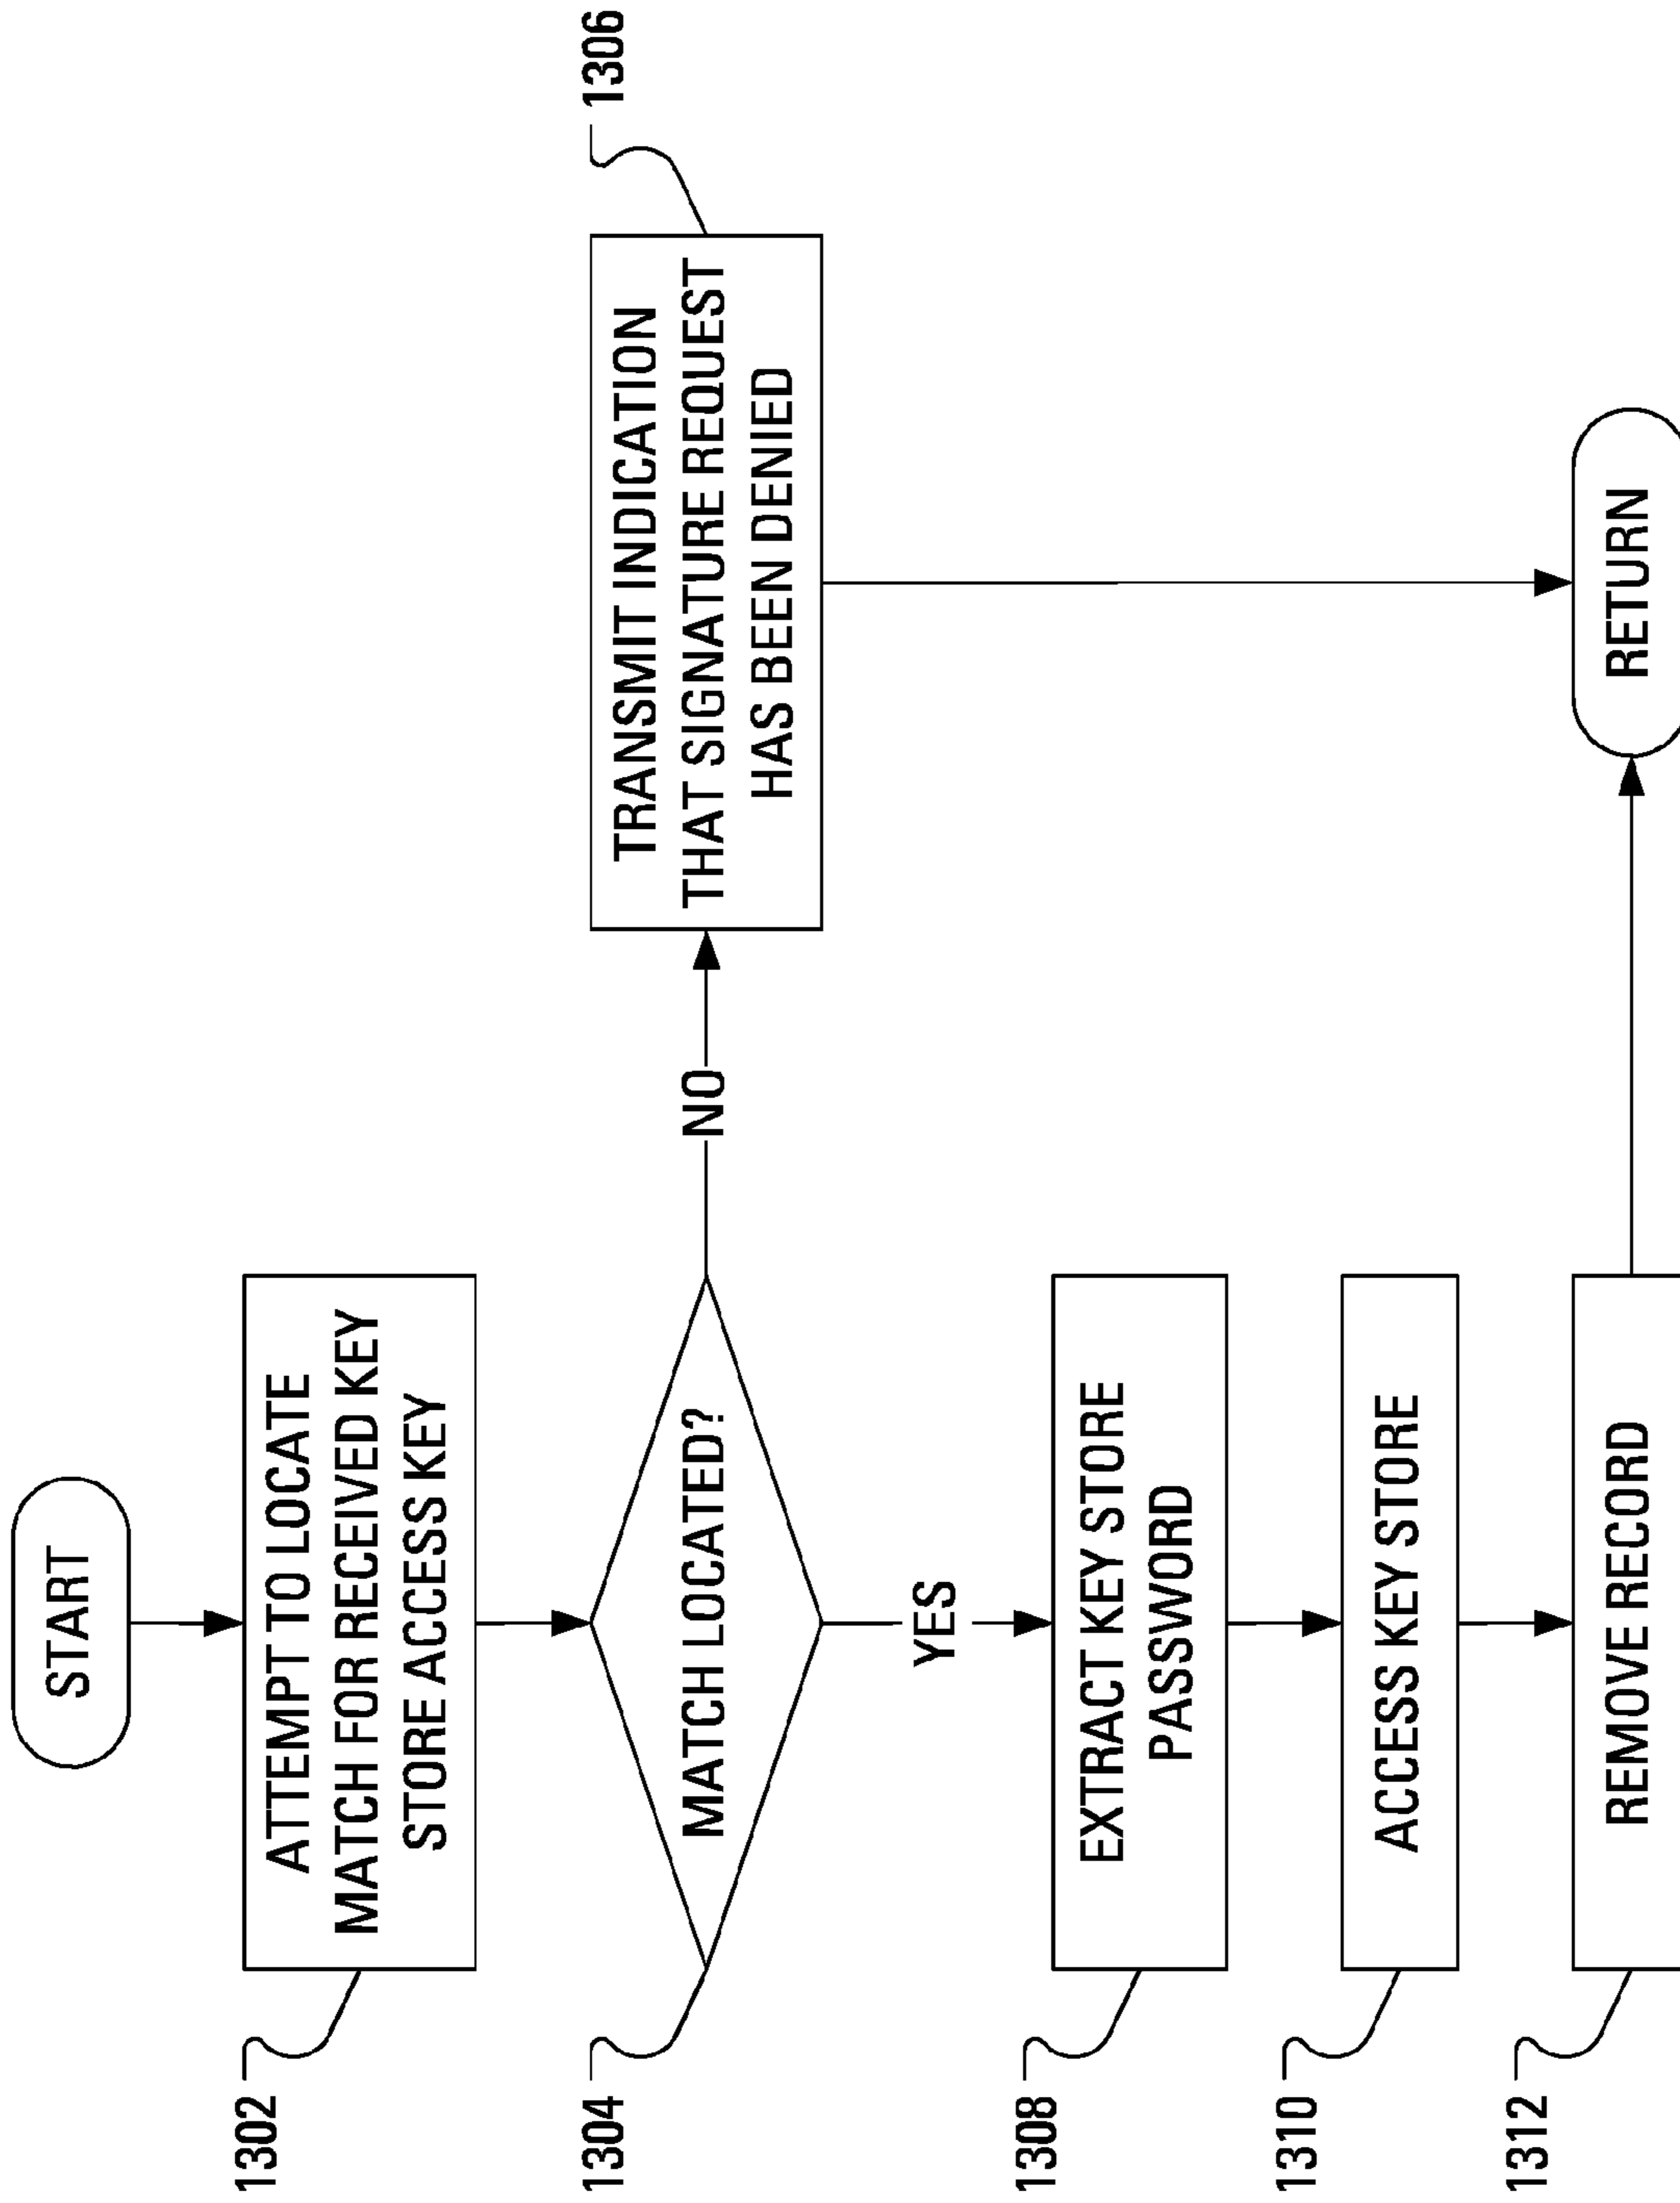 START
1302
ATTEMPT TO LOCATE
MATCH FOR RECEIVED KEY
STORE ACCESS KEY
1304
MATCH LOCATED?
NO
1306
TRANSMIT INDICATION
THAT SIGNATURE REQUEST
HAS BEEN DENIED
YES
1308
EXTRACT KEY STORE
PASSWORD
1310
ACCESS KEY STORE
1312
REMOVE RECORD
RETURN